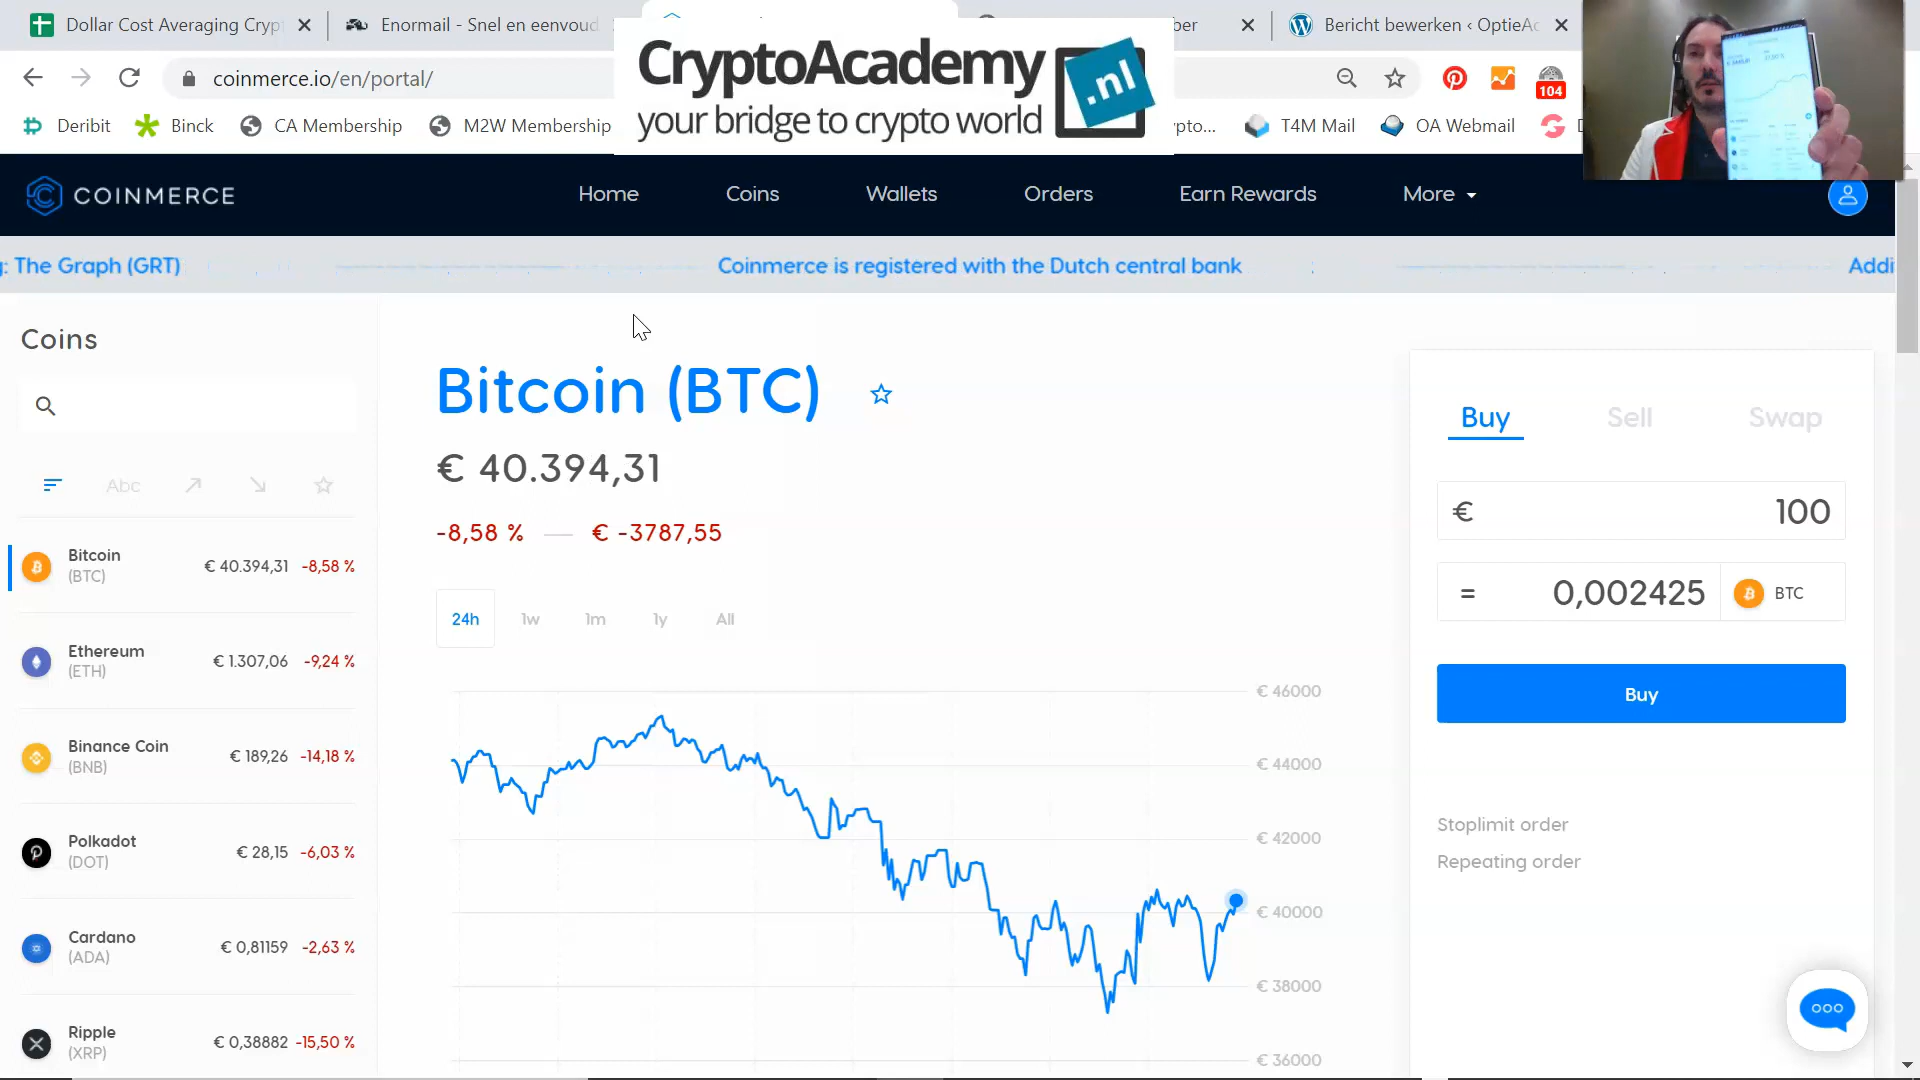 Dollar Cost Averaging Cryp
Enormail - Snel en eenvoud
ber
Bericht bewerken ‹ OptieAc
coinmerce.io/en/portal/
104
CryptoAcademy
.nl
your bridge to crypto world
Deribit
Binck
CA Membership
M2W Membership
pto...
T4M Mail
OA Webmail
COINMERCE
Home
Coins
Wallets
Orders
Earn Rewards
More
: The Graph (GRT)
Coinmerce is registered with the Dutch central bank
Addi
Coins
Abc
Bitcoin
(BTC)
€ 40.394,31
-8,58 %
Ethereum
(ETH)
€ 1.307,06
-9,24 %
Binance Coin
(BNB)
€ 189,26
-14,18 %
Polkadot
(DOT)
€ 28,15
-6,03 %
Cardano
(ADA)
€ 0,81159
-2,63 %
Ripple
(XRP)
€ 0,38882
-15,50 %
Bitcoin (BTC)
€ 40.394,31
-8,58 % — € -3787,55
24h
1w
1m
1y
All
€ 46000
€ 44000
€ 42000
€ 40000
€ 38000
€ 36000
Buy
Sell
Swap
€ 100
= 0,002425
BTC
Buy
Stoplimit order
Repeating order